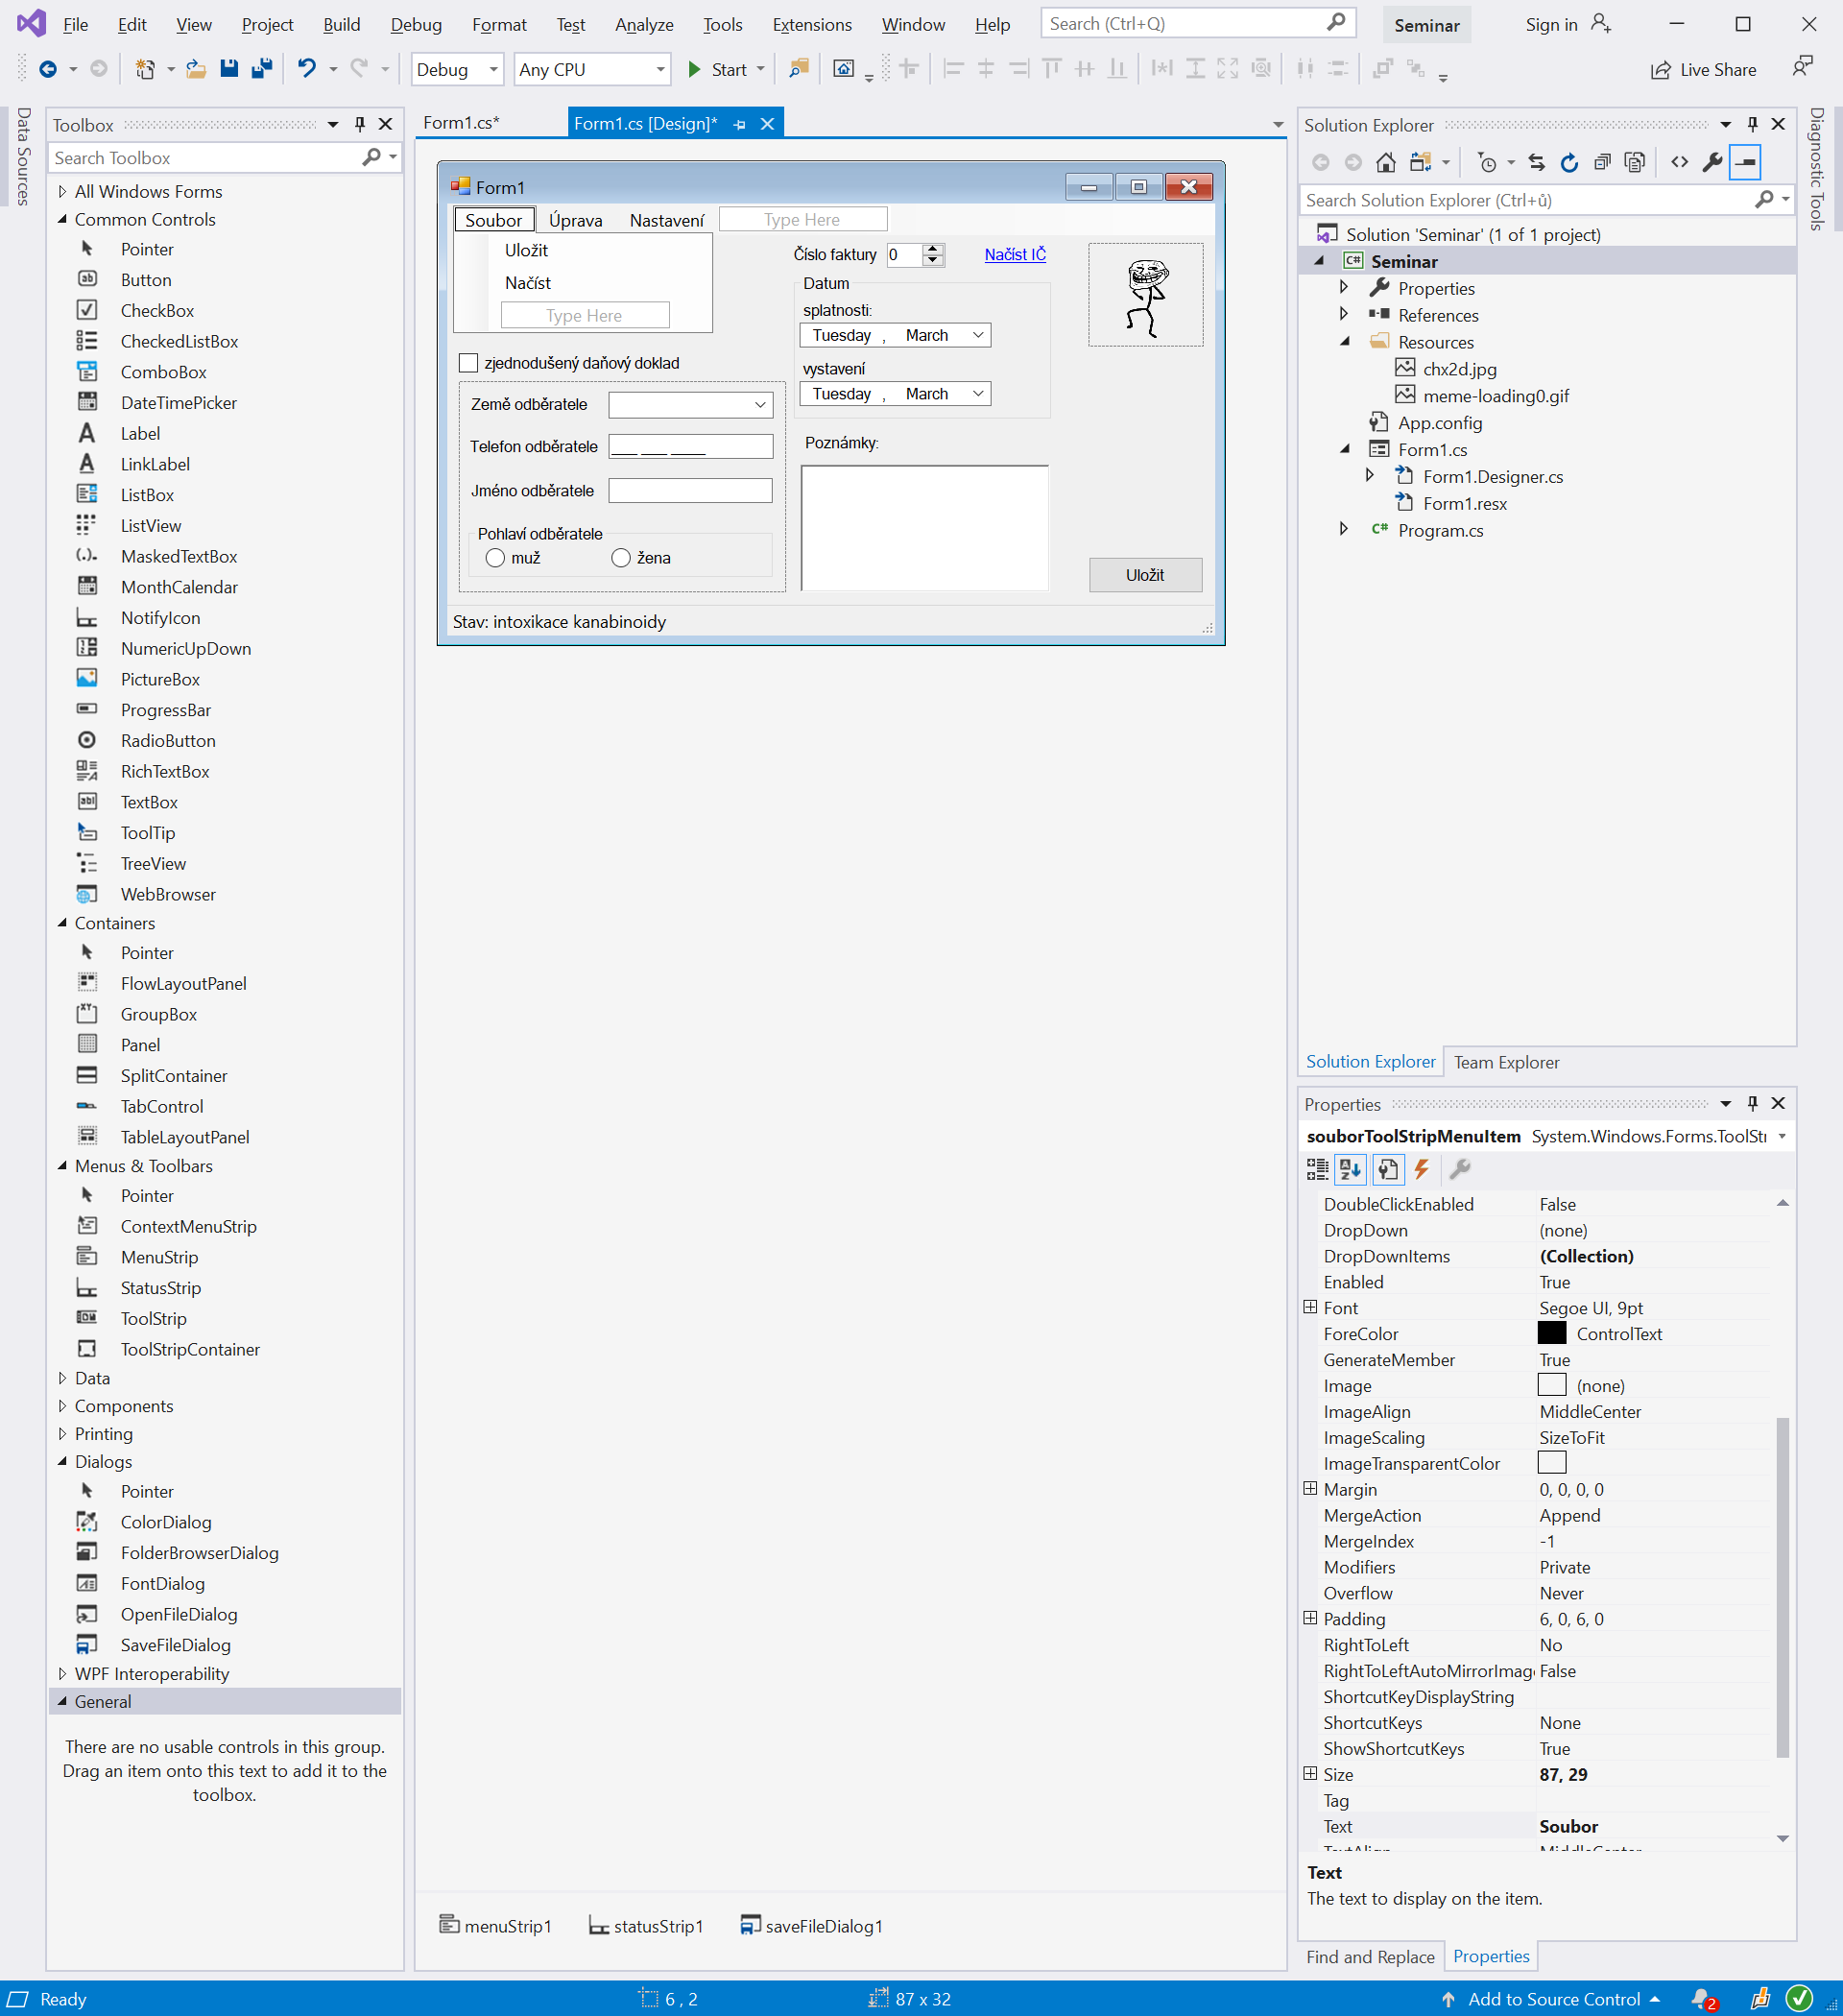 File Edit View Project Build Debug Format Test Analyze Tools Extensions Window Help Search (Ctrl+Q) Seminar Sign in
Debug Any CPU Start Live Share
Data Sources
Toolbox
Search Toolbox
All Windows Forms
Common Controls
Pointer
Button
CheckBox
CheckedListBox
ComboBox
DateTimePicker
Label
LinkLabel
ListBox
ListView
MaskedTextBox
MonthCalendar
NotifyIcon
NumericUpDown
PictureBox
ProgressBar
RadioButton
RichTextBox
TextBox
ToolTip
TreeView
WebBrowser
Containers
Pointer
FlowLayoutPanel
GroupBox
Panel
SplitContainer
TabControl
TableLayoutPanel
Menus & Toolbars
Pointer
ContextMenuStrip
MenuStrip
StatusStrip
ToolStrip
ToolStripContainer
Data
Components
Printing
Dialogs
Pointer
ColorDialog
FolderBrowserDialog
FontDialog
OpenFileDialog
SaveFileDialog
WPF Interoperability
General
There are no usable controls in this group.
Drag an item onto this text to add it to the
toolbox.
Form1.cs* Form1.cs [Design]*
Form1
Soubor Úprava Nastavení Type Here
Uložit
Načíst
Type Here
Číslo faktury 0 Načíst IČ
Datum
splatnosti:
Tuesday , March
vystavení
Tuesday , March
zjednodušený daňový doklad
Země odběratele
Telefon odběratele ___ ___ ____
Jméno odběratele
Pohlaví odběratele
muž žena
Poznámky:
Uložit
Stav: intoxikace kanabinoidy
menuStrip1 statusStrip1 saveFileDialog1
Solution Explorer
Search Solution Explorer (Ctrl+ů)
Solution 'Seminar' (1 of 1 project)
Seminar
Properties
References
Resources
chx2d.jpg
meme-loading0.gif
App.config
Form1.cs
Form1.Designer.cs
Form1.resx
Program.cs
Solution Explorer Team Explorer
Diagnostic Tools
Properties
souborToolStripMenuItem System.Windows.Forms.ToolStri
DoubleClickEnabled False
DropDown (none)
DropDownItems (Collection)
Enabled True
Font Segoe UI, 9pt
ForeColor ControlText
GenerateMember True
Image (none)
ImageAlign MiddleCenter
ImageScaling SizeToFit
ImageTransparentColor
Margin 0, 0, 0, 0
MergeAction Append
MergeIndex -1
Modifiers Private
Overflow Never
Padding 6, 0, 6, 0
RightToLeft No
RightToLeftAutoMirrorImage False
ShortcutKeyDisplayString
ShortcutKeys None
ShowShortcutKeys True
Size 87, 29
Tag
Text Soubor
TextAlign MiddleCenter
Text
The text to display on the item.
Find and Replace Properties
Ready 6 , 2 87 x 32 Add to Source Control 2